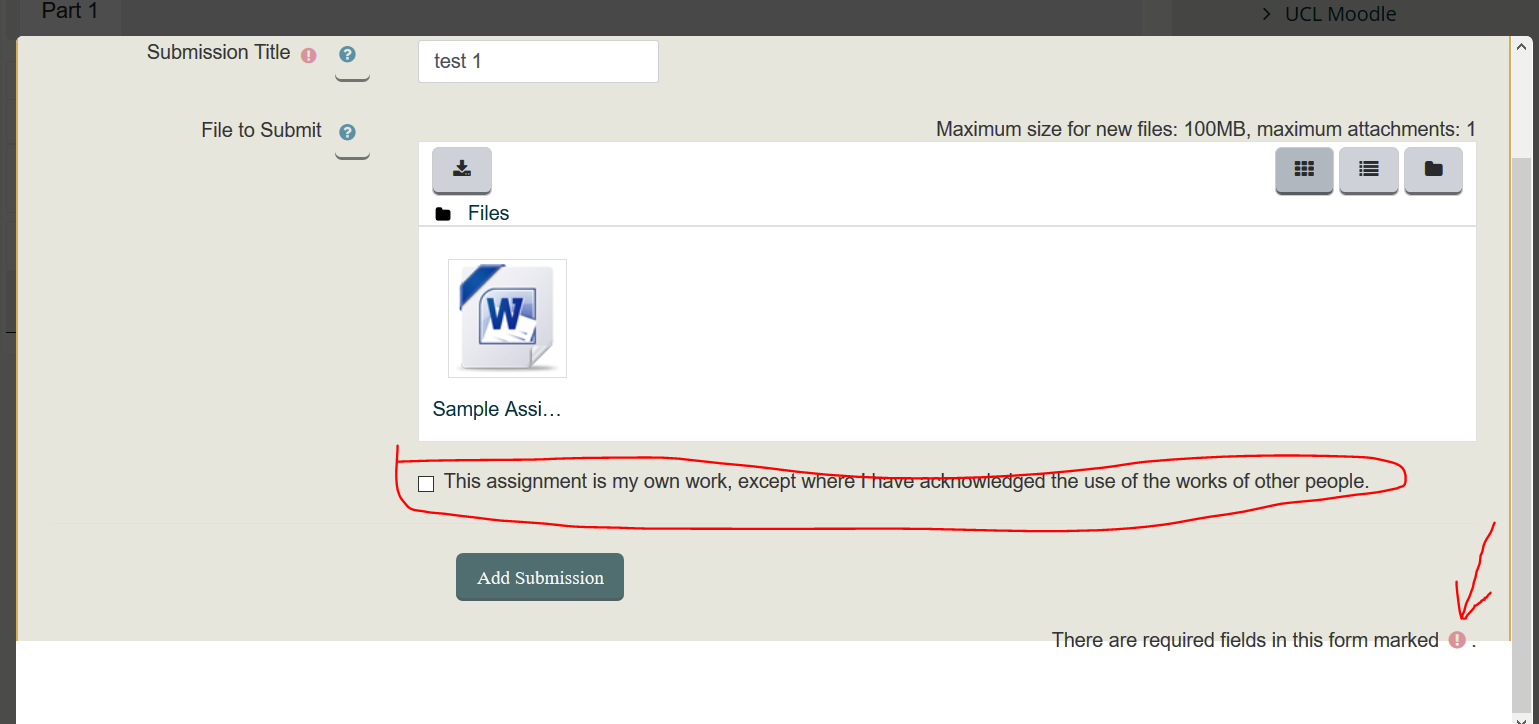 Part 1
UCL Moodle
Submission Title
test 1
File to Submit
Maximum size for new files: 100MB, maximum attachments: 1
Files
W
Sample Assi...
This assignment is my own work, except where I have acknowledged the use of the works of other people.
Add Submission
There are required fields in this form marked ! .